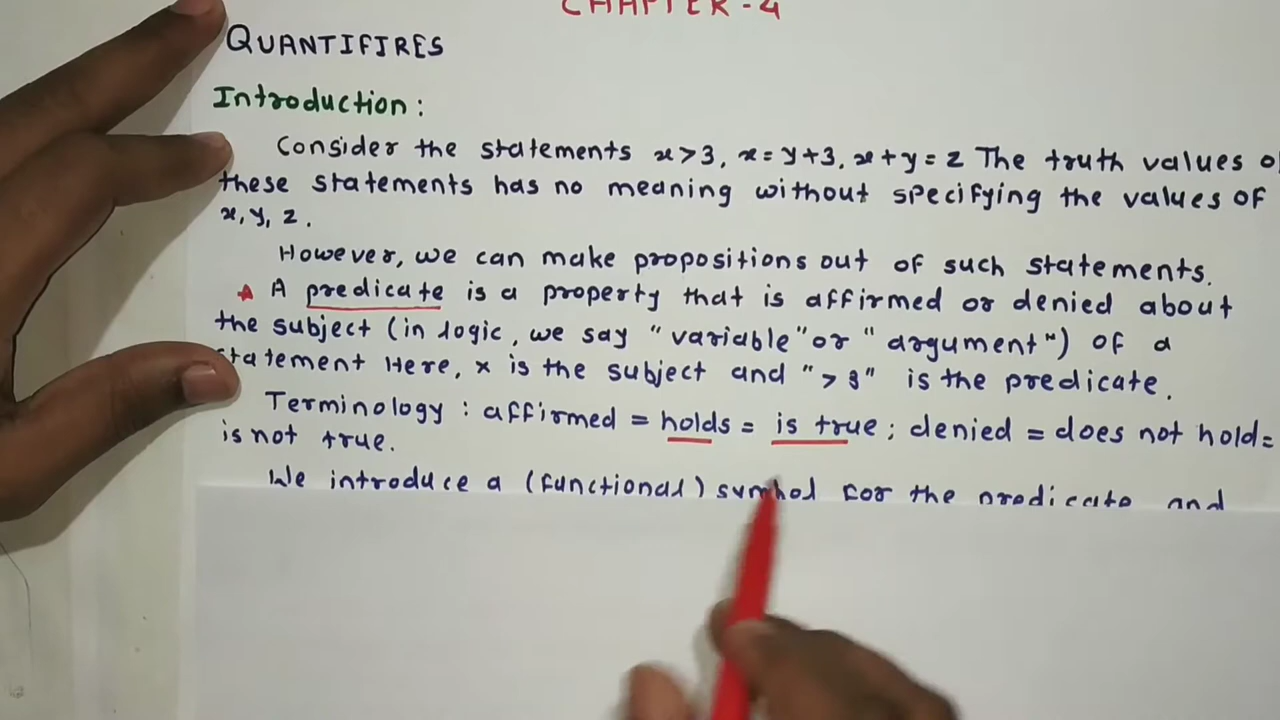 CHAPTER-4
QUANTIFIRES
Introduction:
Consider the statements x>3, x=y+3, x+y=z The truth values of
these statements has no meaning without specifying the values of
x, y, z.
However, we can make propositions out of such statements.
A predicate is a property that is affirmed or denied about
the subject (in logic, we say "variable" or "argument") of a
statement Here, x is the subject and ">3" is the predicate.
Terminology: affirmed = holds = is true; denied = does not hold=
is not true.
We introduce a (functional) symbol for the predicate and